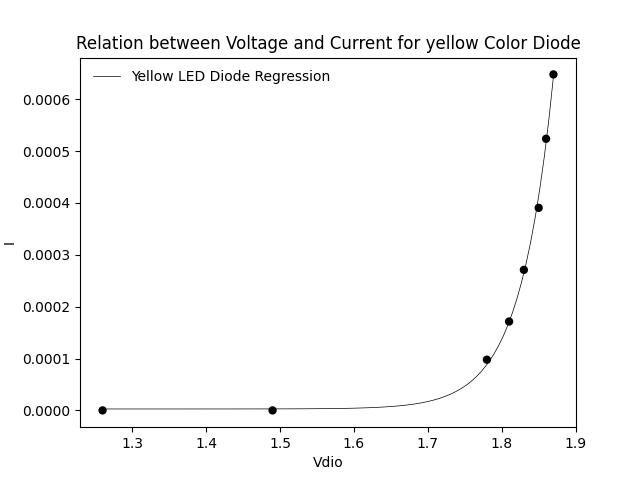 Relation between Voltage and Current for yellow Color Diode
Yellow LED Diode Regression
0.0006
0.0005
0.0004
0.0003
0.0002
0.0001
0.0000
I
1.3 1.4 1.5 1.6 1.7 1.8 1.9
Vdio